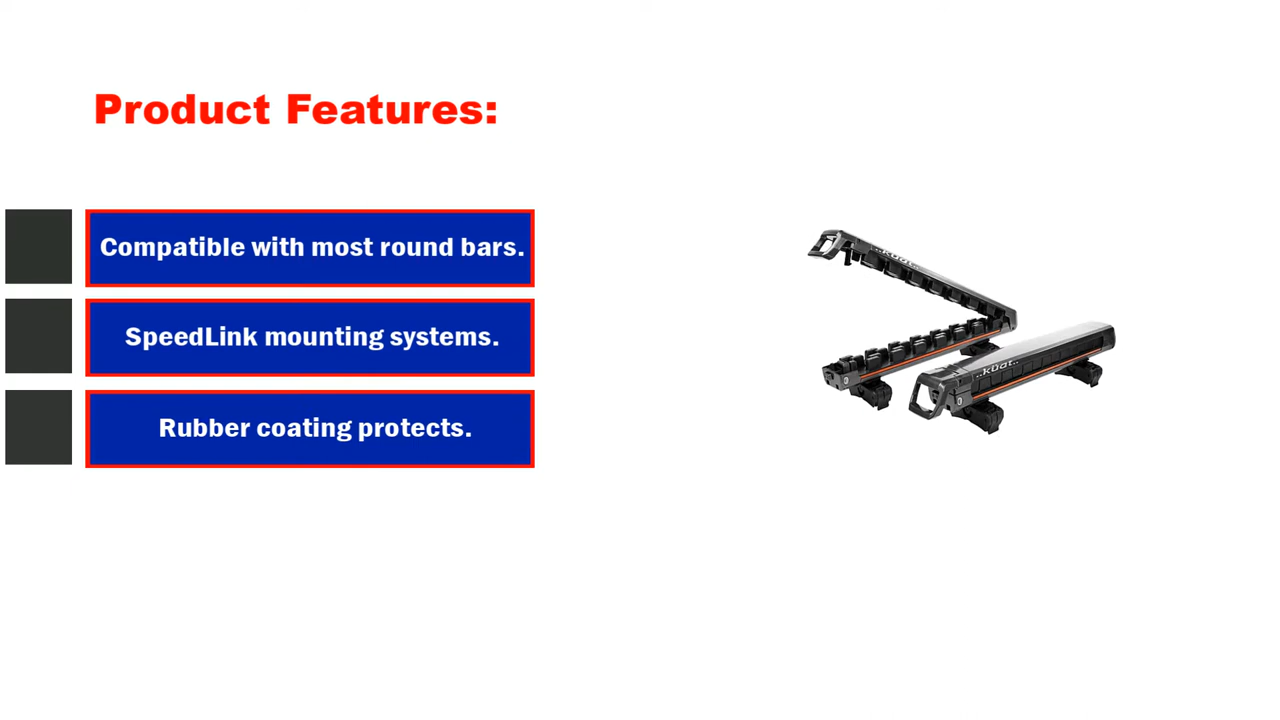 Product Features:
Compatible with most round bars.
SpeedLink mounting systems.
Rubber coating protects.
..küat..
..küat..